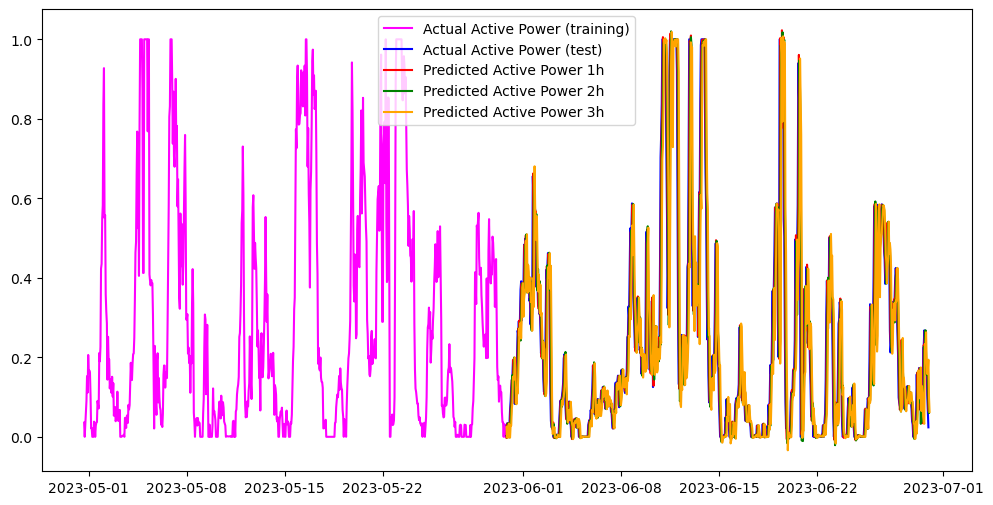 Actual Active Power (training)
Actual Active Power (test)
Predicted Active Power 1h
Predicted Active Power 2h
Predicted Active Power 3h
1.0
0.8
0.6
0.4
0.2
0.0
2023-05-01 2023-05-08 2023-05-15 2023-05-22 2023-06-01 2023-06-08 2023-06-15 2023-06-22 2023-07-01